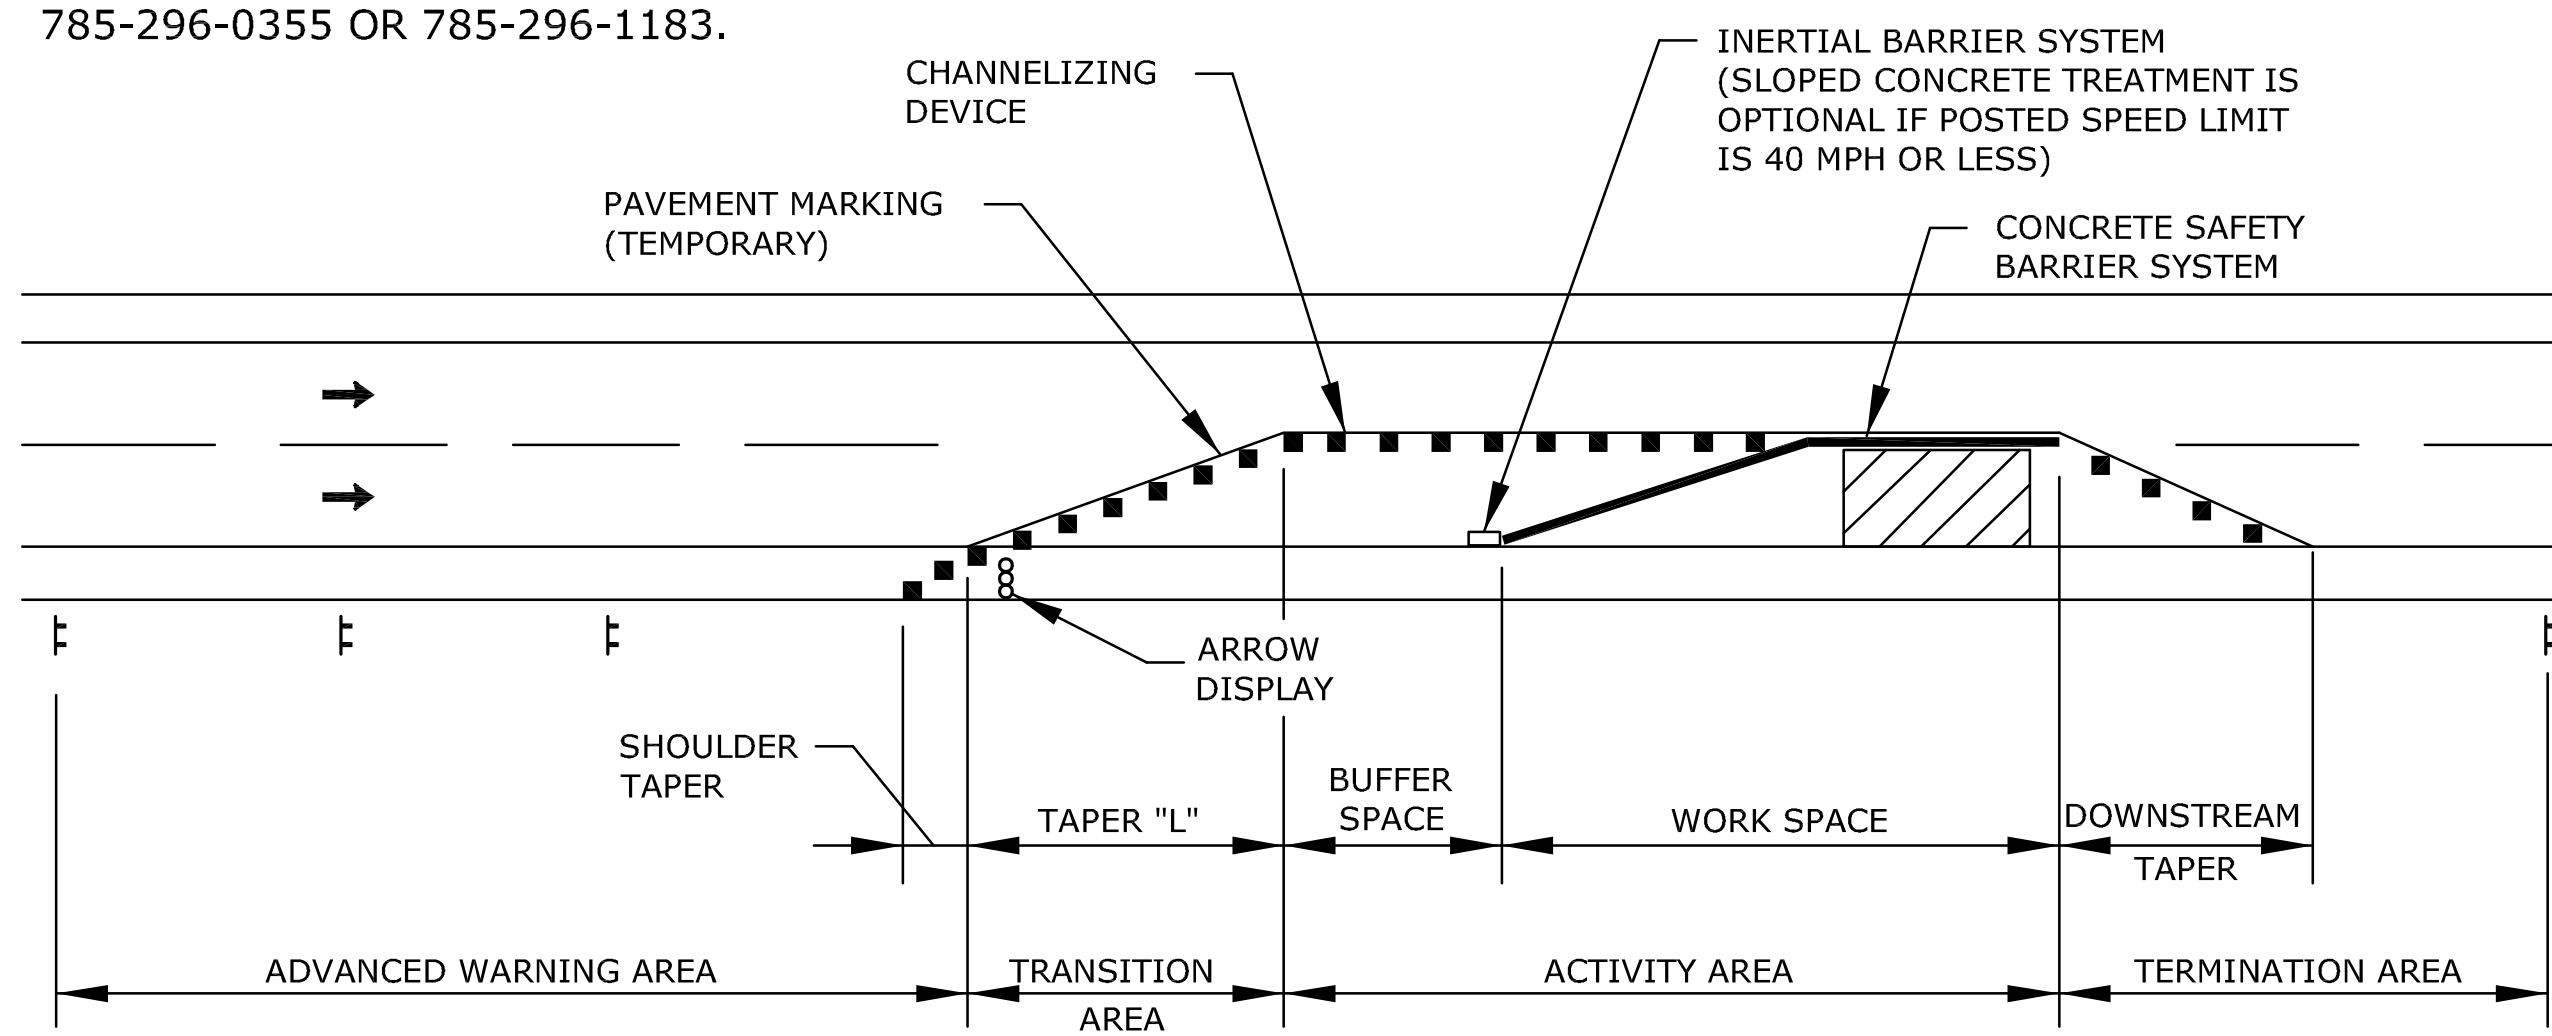 785-296-0355 OR 785-296-1183.
CHANNELIZING
DEVICE
INERTIAL BARRIER SYSTEM
(SLOPED CONCRETE TREATMENT IS
OPTIONAL IF POSTED SPEED LIMIT
IS 40 MPH OR LESS)
PAVEMENT MARKING
(TEMPORARY)
CONCRETE SAFETY
BARRIER SYSTEM
ARROW
DISPLAY
SHOULDER
TAPER
TAPER "L"
BUFFER
SPACE
WORK SPACE
DOWNSTREAM
TAPER
ADVANCED WARNING AREA
TRANSITION
AREA
ACTIVITY AREA
TERMINATION AREA